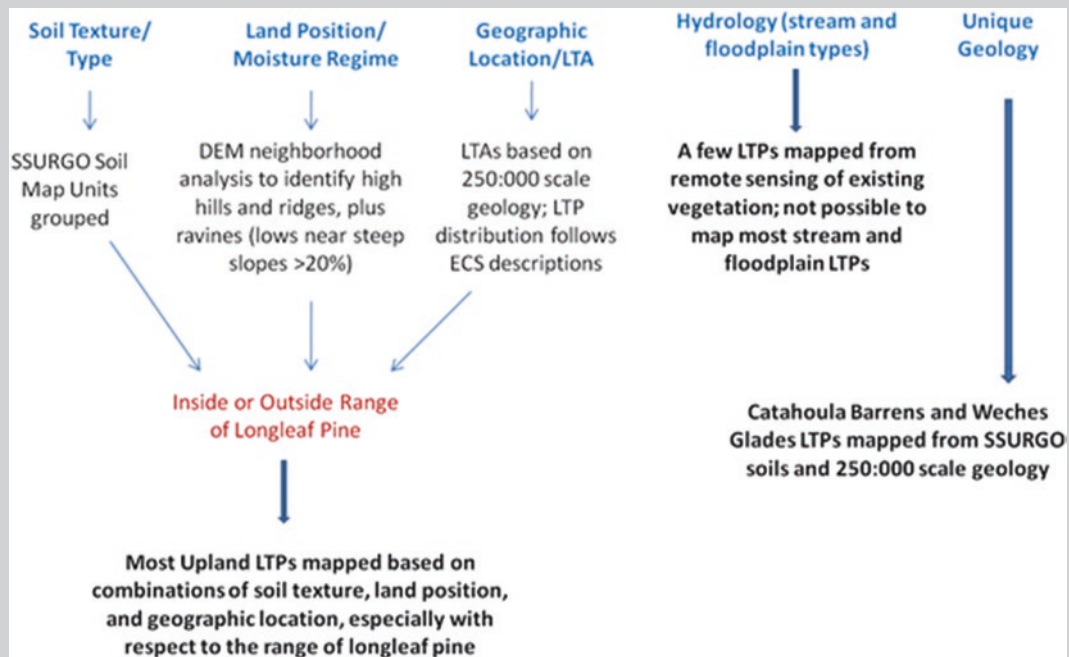 Soil Texture/
Type
Land Position/
Moisture Regime
Geographic
Location/LTA
Hydrology (stream and
floodplain types)
Unique
Geology
SSURGO Soil
Map Units
grouped
DEM neighborhood
analysis to identify high
hills and ridges, plus
ravines (lows near steep
slopes >20%)
LTAs based on
250:000 scale
geology; LTP
distribution follows
ECS descriptions
A few LTPs mapped from
remote sensing of existing
vegetation; not possible to
map most stream and
floodplain LTPs
Inside or Outside Range
of Longleaf Pine
Catahoula Barrens and Weches
Glades LTPs mapped from SSURGO
soils and 250:000 scale geology
Most Upland LTPs mapped based on
combinations of soil texture, land position,
and geographic location, especially with
respect to the range of longleaf pine